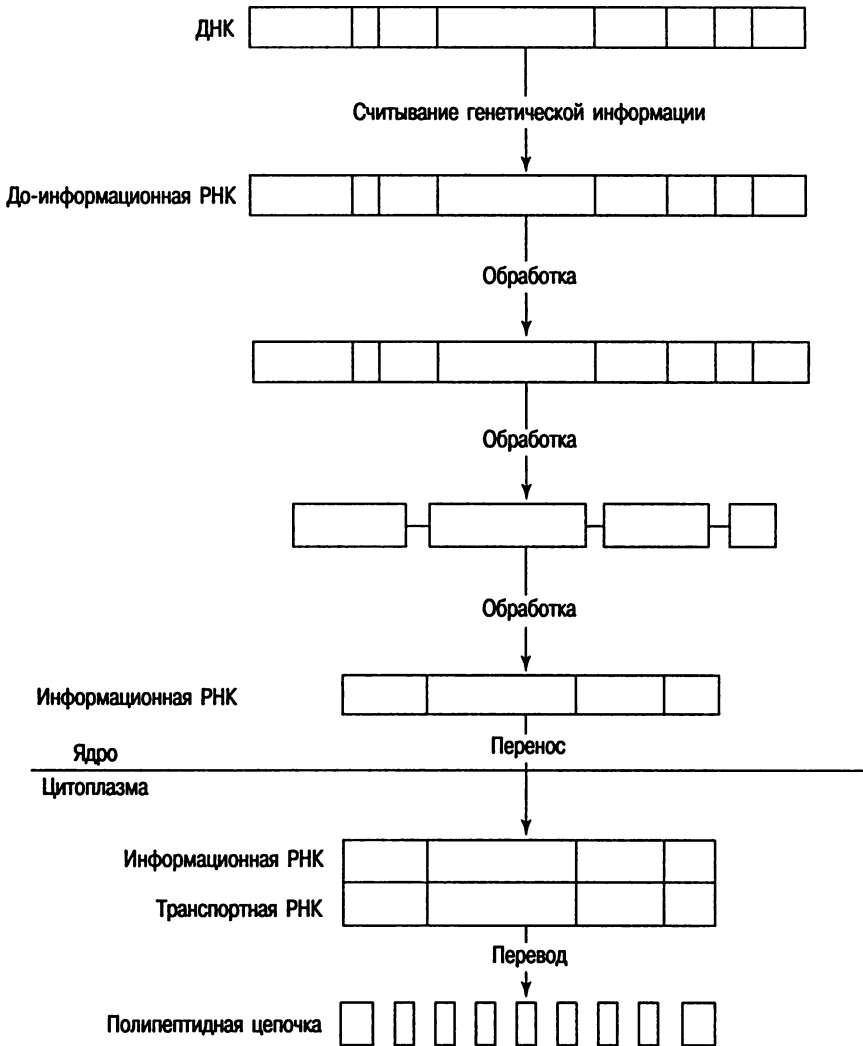 ДНК
Считывание генетической информации
До-информационная РНК
Обработка
Обработка
Обработка
Информационная РНК
Перенос
Ядро
Цитоплазма
Информационная РНК
Транспортная РНК
Перевод
Полипептидная цепочка